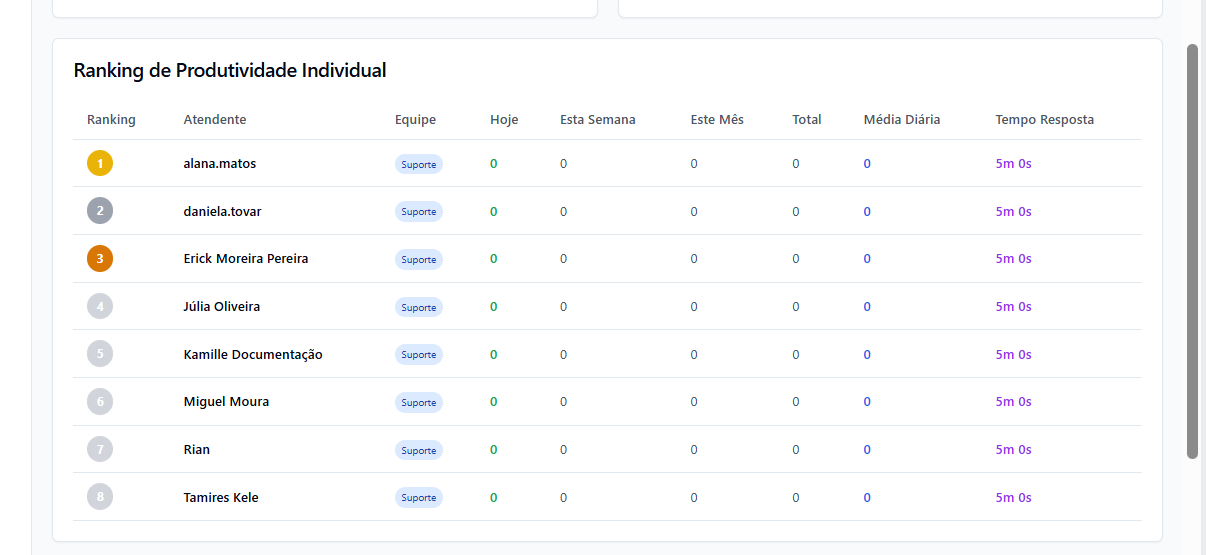 Ranking de Produtividade Individual
Ranking Atendente Equipe Hoje Esta Semana Este Mês Total Média Diária Tempo Resposta
1 alana.matos Suporte 0 0 0 0 0 5m 0s
2 daniela.tovar Suporte 0 0 0 0 0 5m 0s
3 Erick Moreira Pereira Suporte 0 0 0 0 0 5m 0s
4 Júlia Oliveira Suporte 0 0 0 0 0 5m 0s
5 Kamille Documentação Suporte 0 0 0 0 0 5m 0s
6 Miguel Moura Suporte 0 0 0 0 0 5m 0s
7 Rian Suporte 0 0 0 0 0 5m 0s
8 Tamires Kele Suporte 0 0 0 0 0 5m 0s